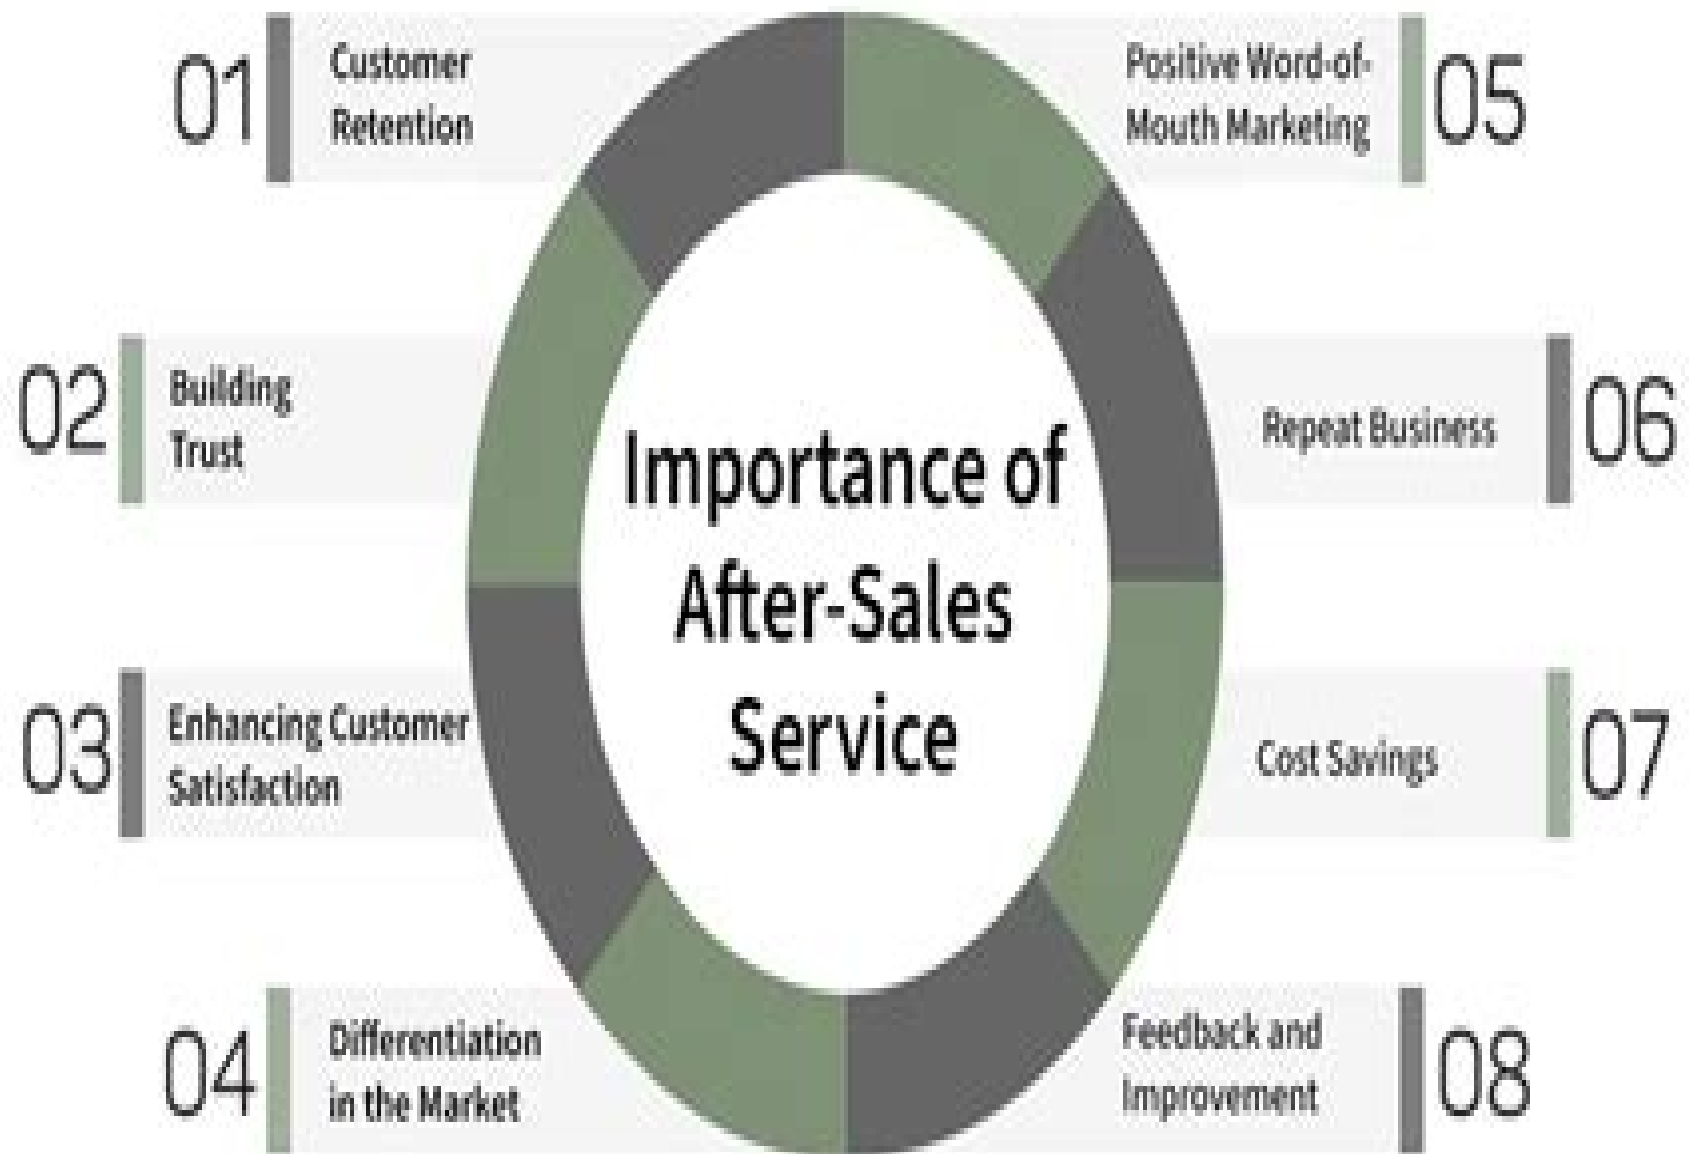 01
Customer
Retention
02
Building
Trust
03
Enhancing Customer
Satisfaction
04
Differentiation
in the Market
Importance of
After-Sales
Service
Positive Word-of-
Mouth Marketing
05
Repeat Business
06
Cost Savings
07
Feedback and
Improvement
08